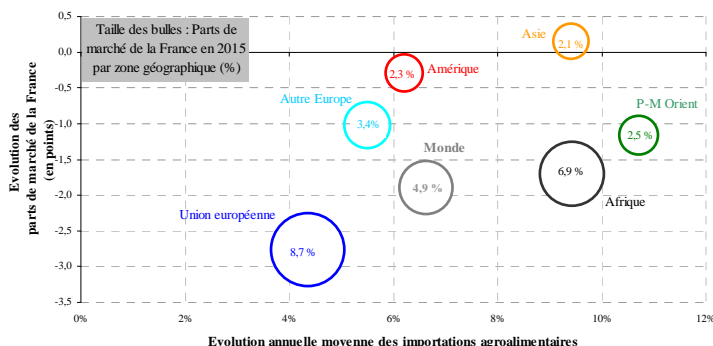 Taille des bulles : Parts de
marché de la France en 2015
par zone géographique (%)
Evolution des
parts de marché de la France
(en points)
0,5
0,0
-0,5
-1,0
-1,5
-2,0
-2,5
-3,0
-3,5
Asie
2,1 %
2,3 %
Amérique
Autre Europe
3,4%
P-M Orient
2,5 %
Monde
4,9 %
6,9 %
Afrique
Union européenne
8,7 %
0%
2%
4%
6%
8%
10%
12%
Evolution annuelle moyenne des importations agroalimentaires